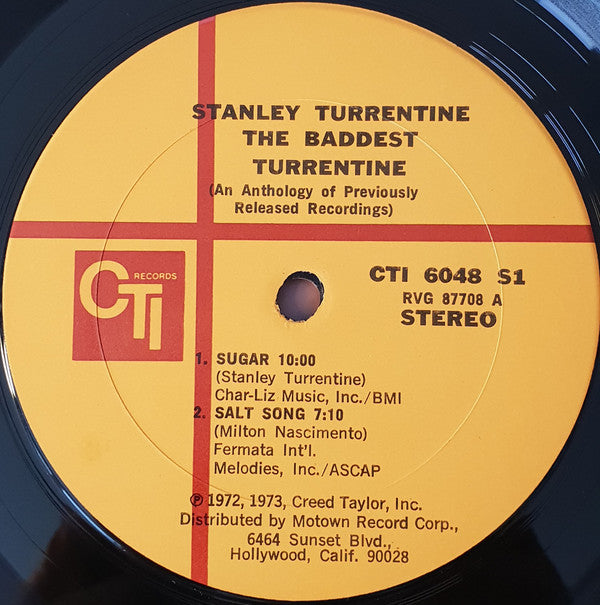 STANLEY TURRENTINE
THE BADDEST
TURRENTINE
(An Anthology of Previously
Released Recordings)
CTI RECORDS
CTI 6048 S1
RVG 87708 A
STEREO
1. SUGAR 10:00
(Stanley Turrentine)
Char-Liz Music, Inc./BMI
2. SALT SONG 7:10
(Milton Nascimento)
Fermata Int'l.
Melodies, Inc./ASCAP
℗ 1972, 1973, Creed Taylor, Inc.
Distributed by Motown Record Corp.,
6464 Sunset Blvd.,
Hollywood, Calif. 90028